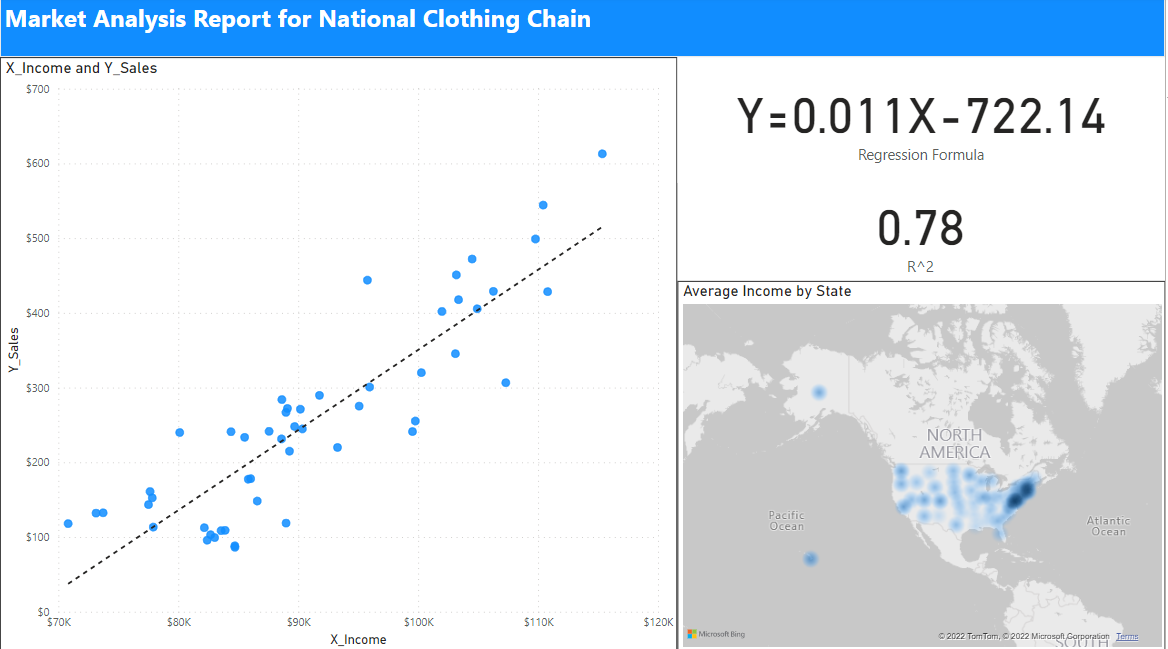 Market Analysis Report for National Clothing Chain
X_Income and Y_Sales
$700
$600
$500
$400
$300
$200
$100
$0
Y_Sales
$70K $80K $90K $100K $110K $120K
X_Income
Y=0.011X-722.14
Regression Formula
0.78
R^2
Average Income by State
NORTH
AMERICA
Pacific
Ocean
Atlantic
Ocean
Microsoft Bing
© 2022 TomTom, © 2022 Microsoft Corporation Terms
SOUTH